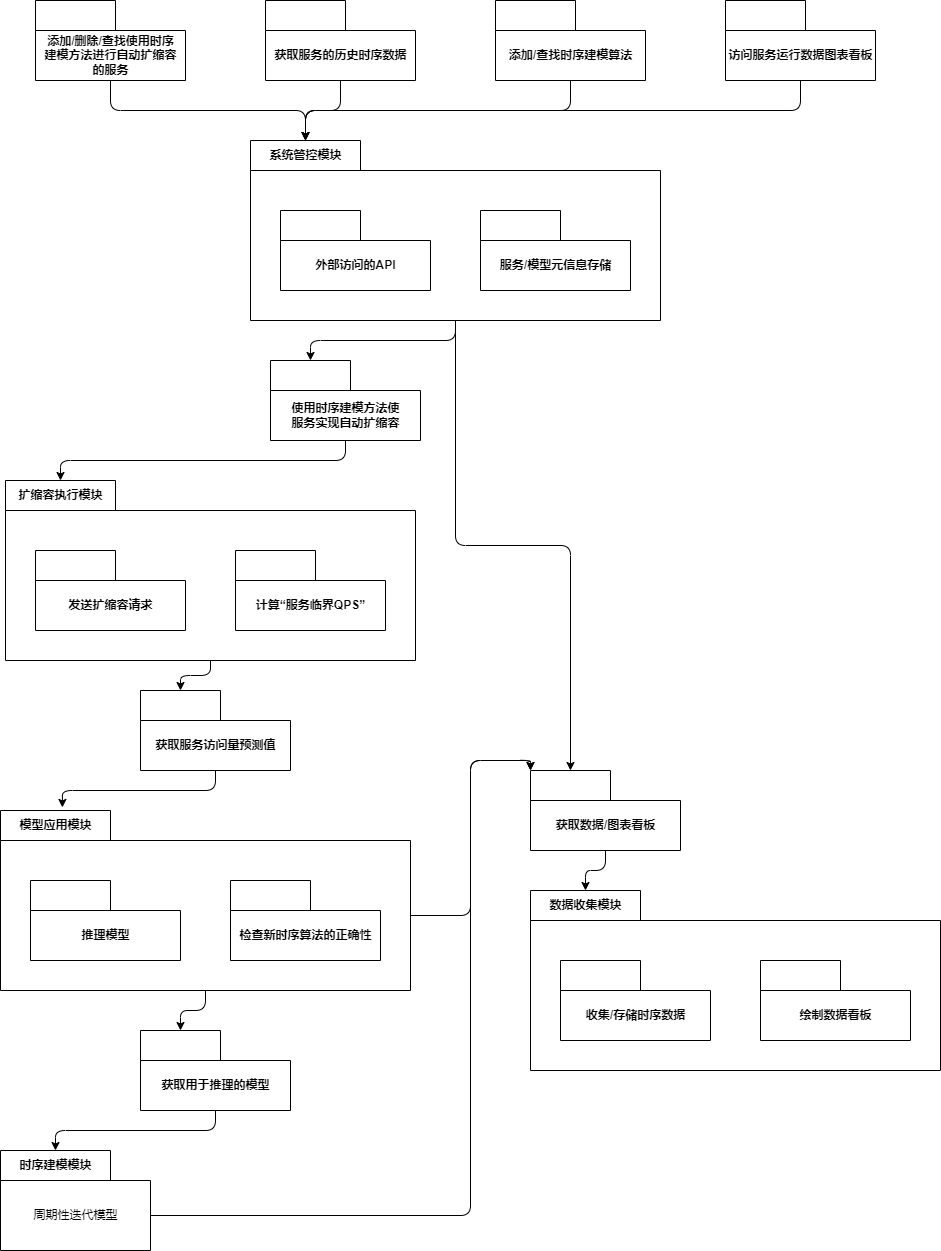 添加/删除/查找使用时序
建模方法进行自动扩缩容
的服务
获取服务的历史时序数据
添加/查找时序建模算法
访问服务运行数据图表看板
系统管控模块
外部访问的API
服务/模型元信息存储
使用时序建模方法使
服务实现自动扩缩容
扩缩容执行模块
发送扩缩容请求
计算“服务临界QPS”
获取服务访问量预测值
模型应用模块
获取数据/图表看板
推理模型
检查新时序算法的正确性
数据收集模块
收集/存储时序数据
绘制数据看板
获取用于推理的模型
时序建模模块
周期性迭代模型